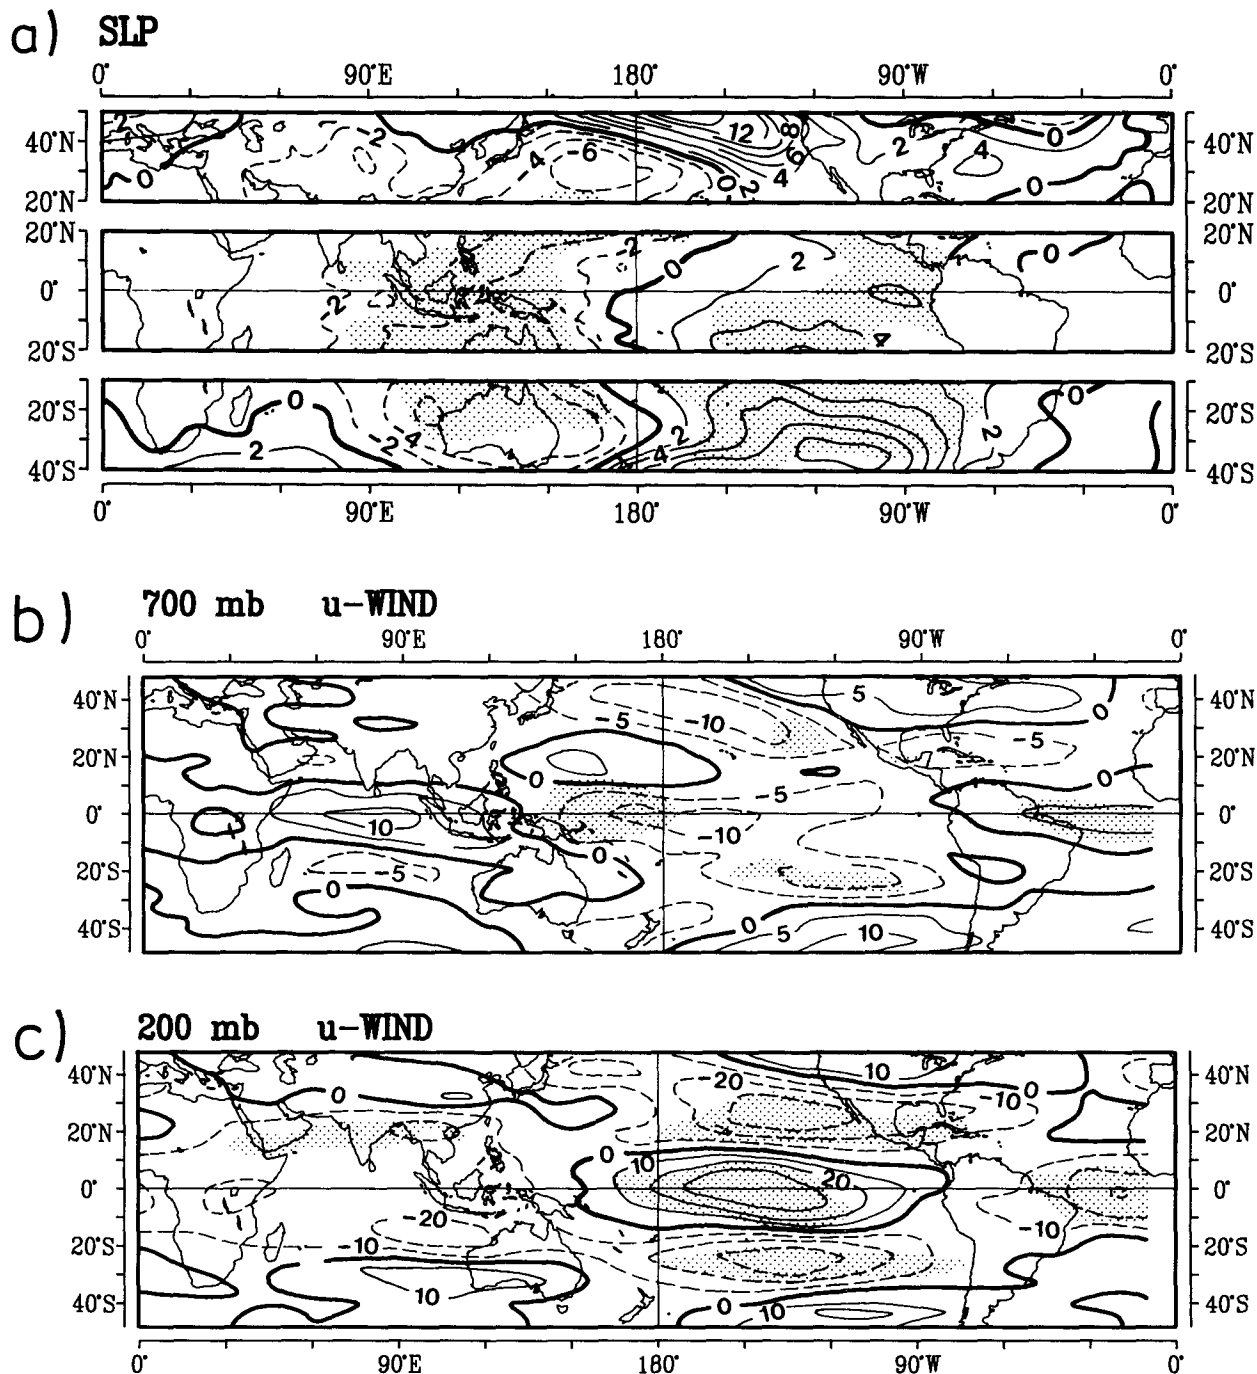 a) SLP
0° 90°E 180° 90°W 0°
-2 -2 12 8 0
40°N -4 -6 6 2 4 40°N
0 0 -2 4 0
20°N 20°N
20°N -2 0 20°N
0 2
0° -2 0°
20°S 4 20°S
0 0
20°S -2 -4 2 2 20°S
2 4
40°S 40°S
0° 90°E 180° 90°W 0°
b) 700 mb u-WIND
0° 90°E 180° 90°W 0°
40°N -5 -10 5 0 40°N
-5
20°N 0 -5 0 20°N
0° 10 -10 0°
0
20°S -5 20°S
0 0
40°S 5 10 40°S
c) 200 mb u-WIND
40°N 0 -20 10 -10 0 40°N
20°N 20°N
0 10
0° 20 0°
-20 -10
20°S -10 20°S
10 0
40°S 10 40°S
0° 90°E 180° 90°W 0°